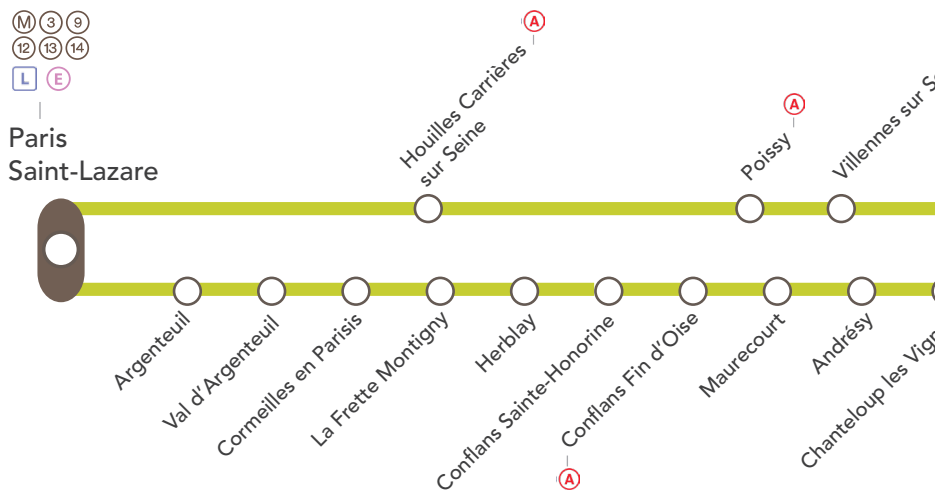 M 3 9
12 13 14
L E
Paris
Saint-Lazare
A
Houilles Carrières
sur Seine
A
Poissy
Villennes sur
Argenteuil
Val d'Argenteuil
Cormeilles en Parisis
La Frette Montigny
Herblay
Conflans Sainte-Honorine
Conflans Fin d'Oise
A
Maurecourt
Andrésy
Chanteloup les